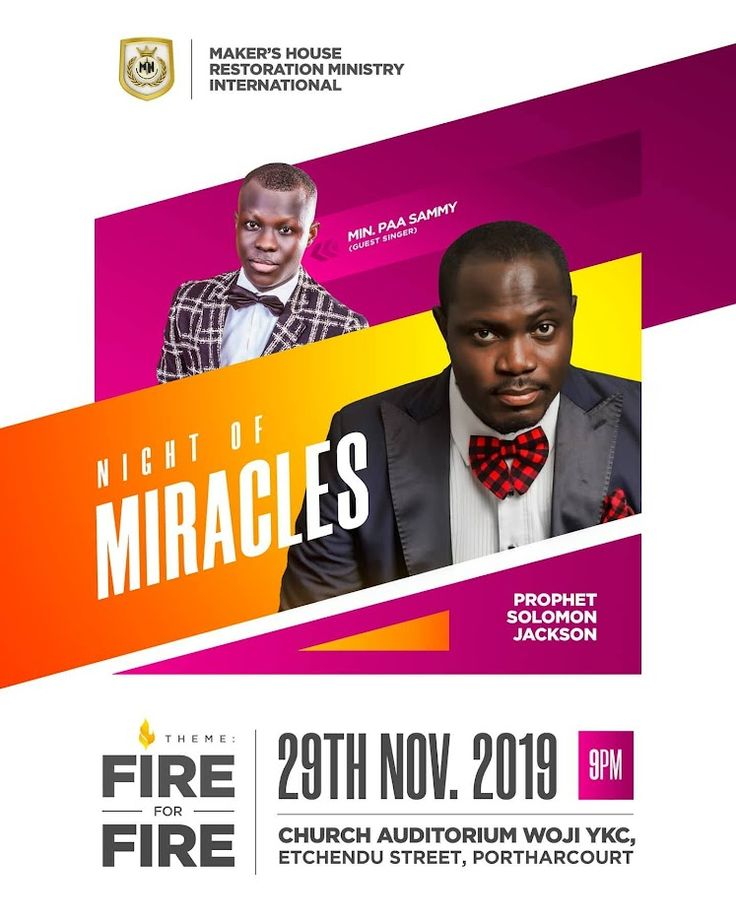 MH
MAKER'S HOUSE
RESTORATION MINISTRY
INTERNATIONAL
MIN. PAA SAMMY
(GUEST SINGER)
NIGHT OF
MIRACLES
PROPHET
SOLOMON
JACKSON
THEME:
FIRE
FOR
FIRE
29TH NOV. 2019
9PM
CHURCH AUDITORIUM WOJI YKC,
ETCHENDU STREET, PORTHARCOURT